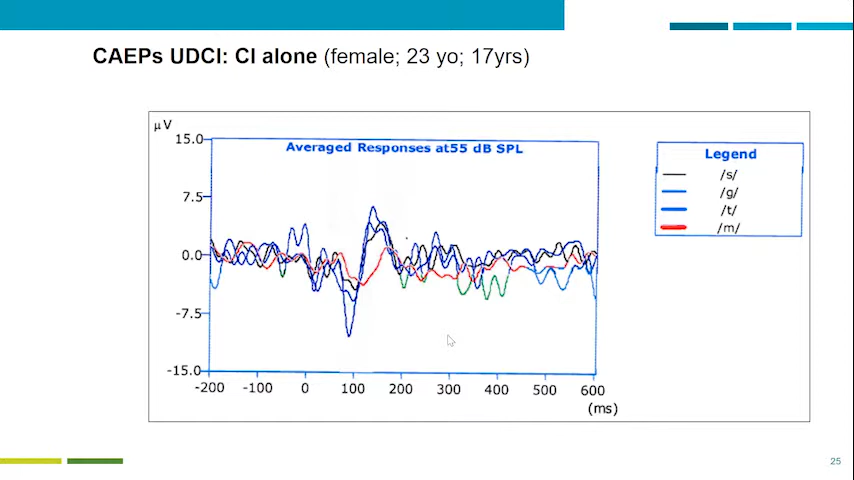 CAEPs UDCI: CI alone (female; 23 yo; 17yrs)
µV
15.0
Averaged Responses at55 dB SPL
7.5
0.0
-7.5
-15.0
-200 -100 0 100 200 300 400 500 600
(ms)
Legend
/s/
/g/
/t/
/m/
25